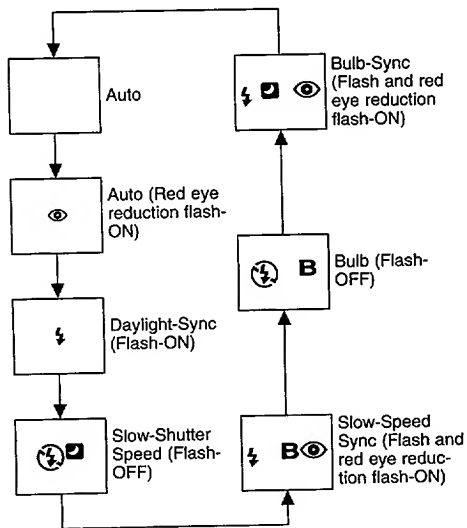 Auto
Auto (Red eye
reduction flash-
ON)
Daylight-Sync
(Flash-ON)
Slow-Shutter
Speed (Flash-
OFF)
B
Slow-Speed
Sync (Flash and
red eye reduc-
tion flash-ON)
B
Bulb (Flash-
OFF)
Bulb-Sync
(Flash and red
eye reduction
flash-ON)